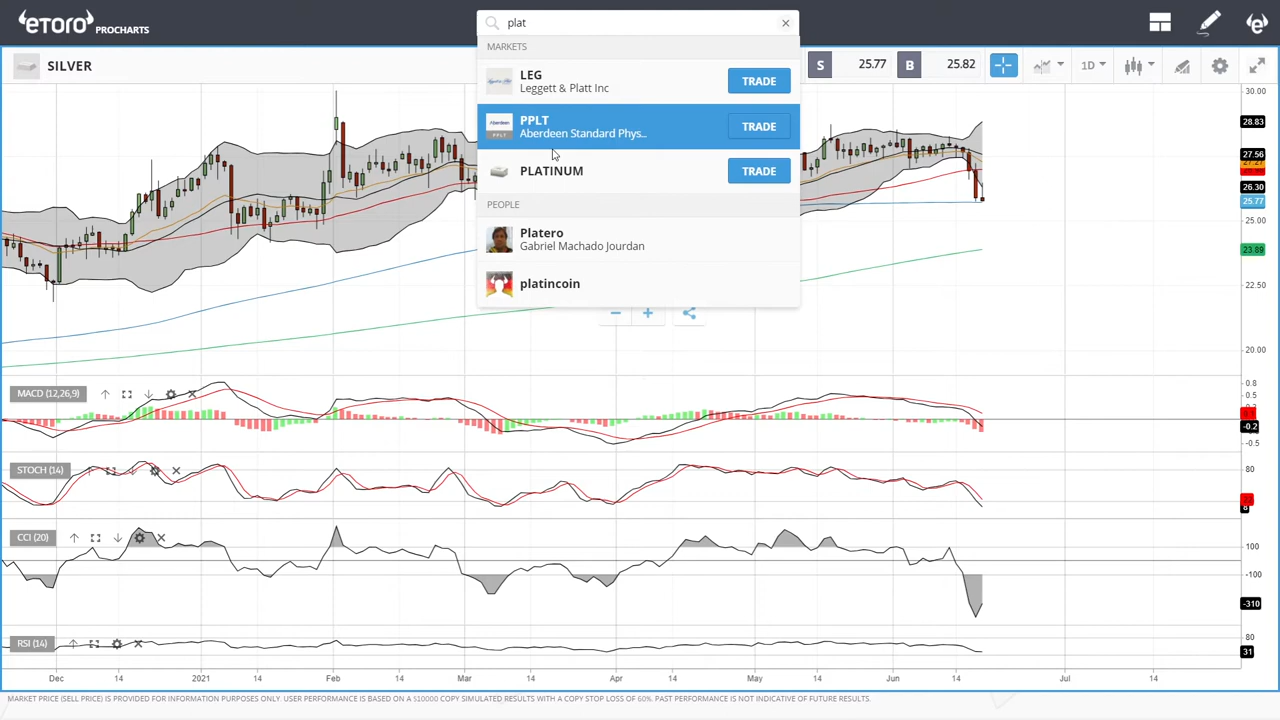 etoro PROCHARTS
plat
MARKETS
LEG
Leggett & Platt Inc
TRADE
PPLT
Aberdeen Standard Phys..
TRADE
PLATINUM
TRADE
PEOPLE
Platero
Gabriel Machado Jourdan
platincoin
SILVER
S 25.77 B 25.82 1D
30.00
28.83
27.56
26.30
25.77
25.00
23.89
22.50
20.00
MACD (12,26,9)
0.8
0.5
-0.2
-0.5
STOCH (14)
80
8
CCI (20)
100
-100
-310
RSI (14)
80
31
Dec 14 2021 14 Feb 14 Mar 14 Apr 14 May 14 Jun 14 Jul 14
MARKET PRICE (SELL PRICE) IS PROVIDED FOR INFORMATION PURPOSES ONLY. USER PERFORMANCE IS BASED ON A $10000 COPY SIMULATED RESULTS WITH A COPY STOP LOSS OF 60%. PAST PERFORMANCE IS NOT INDICATIVE OF FUTURE RESULTS.